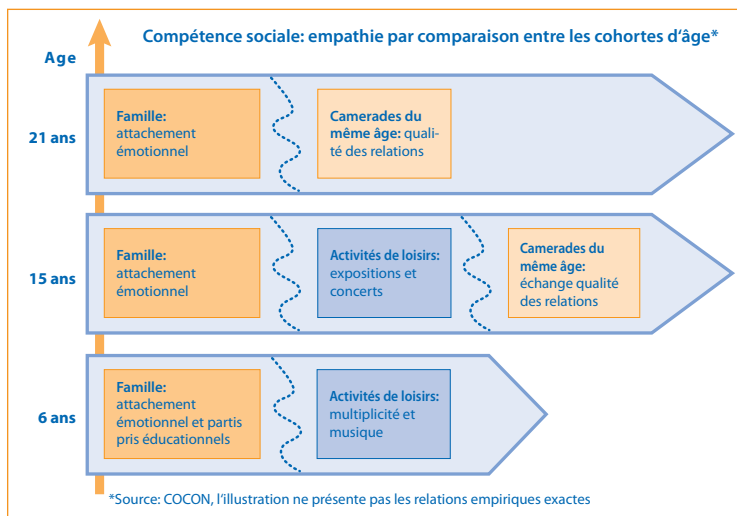 Compétence sociale: empathie par comparaison entre les cohortes d'âge*
Age
21 ans
Famille:
attachement
émotionnel
Camerades du
même âge: quali-
té des relations
15 ans
Famille:
attachement
émotionnel
Activités de loisirs:
expositions et
concerts
Camerades du
même âge:
échange qualité
des relations
6 ans
Famille:
attachement
émotionnel et partis
pris éducationnels
Activités de loisirs:
multiplicité et
musique
*Source: COCON, l'illustration ne présente pas les relations empiriques exactes